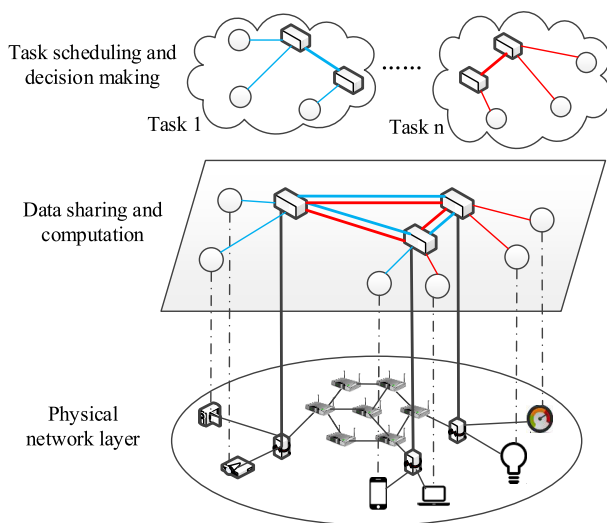 Task scheduling and
decision making
Task 1
......
Task n
Data sharing and
computation
Physical
network layer